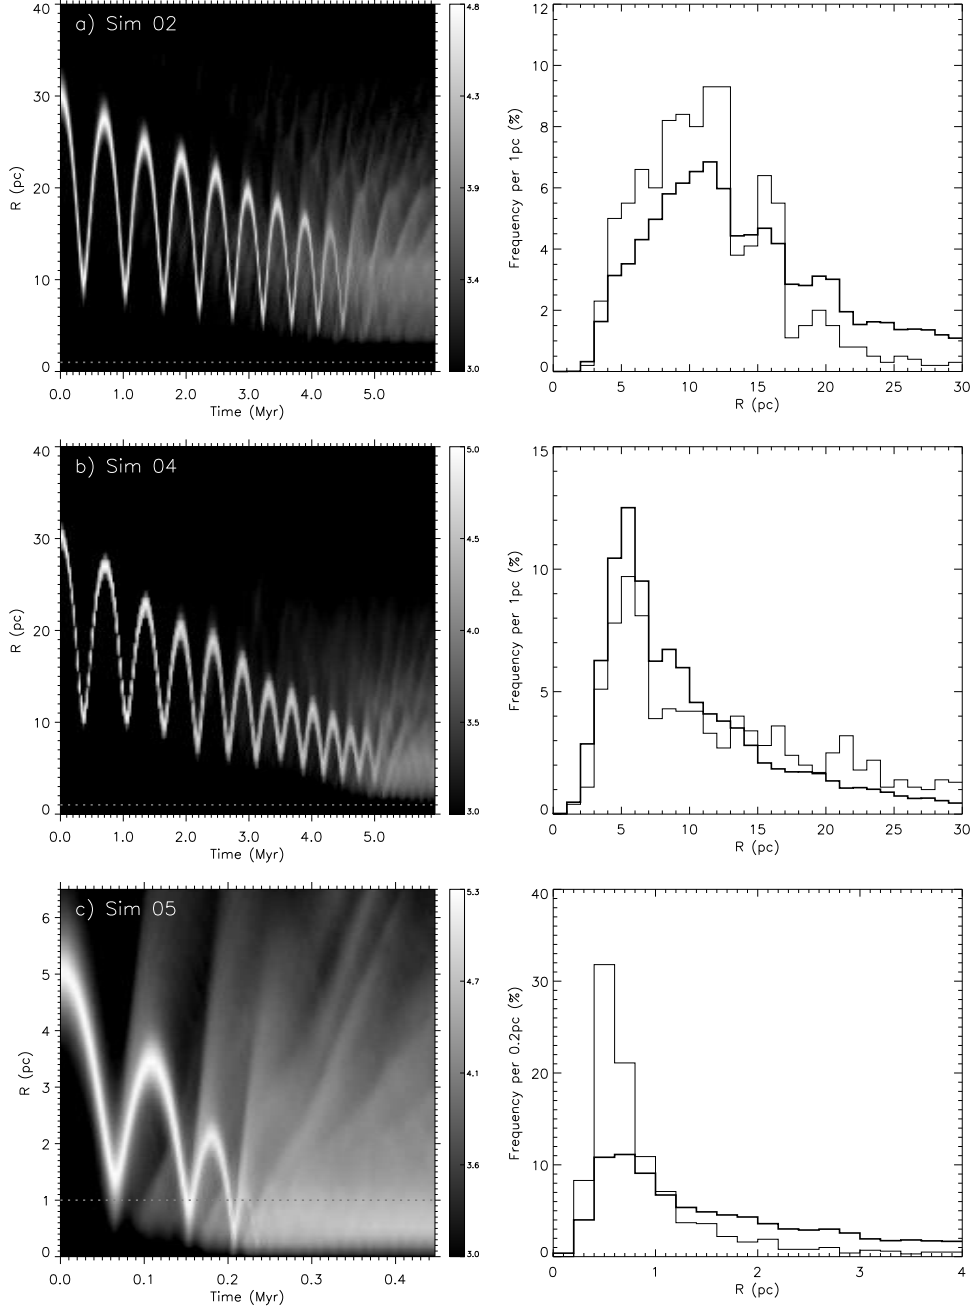 a) Sim 02
40
30
20
10
0
R (pc)
0.0 1.0 2.0 3.0 4.0 5.0
Time (Myr)
4.8
4.3
3.9
3.4
3.0
12
10
8
6
4
2
0
Frequency per 1pc (%)
0 5 10 15 20 25 30
R (pc)
b) Sim 04
40
30
20
10
0
R (pc)
0.0 1.0 2.0 3.0 4.0 5.0
Time (Myr)
5.0
4.5
4.0
3.5
3.0
15
10
5
0
Frequency per 1pc (%)
0 5 10 15 20 25 30
R (pc)
c) Sim 05
6
5
4
3
2
1
0
R (pc)
0.0 0.1 0.2 0.3 0.4
Time (Myr)
5.3
4.7
4.1
3.6
3.0
40
30
20
10
0
Frequency per 0.2pc (%)
0 1 2 3 4
R (pc)